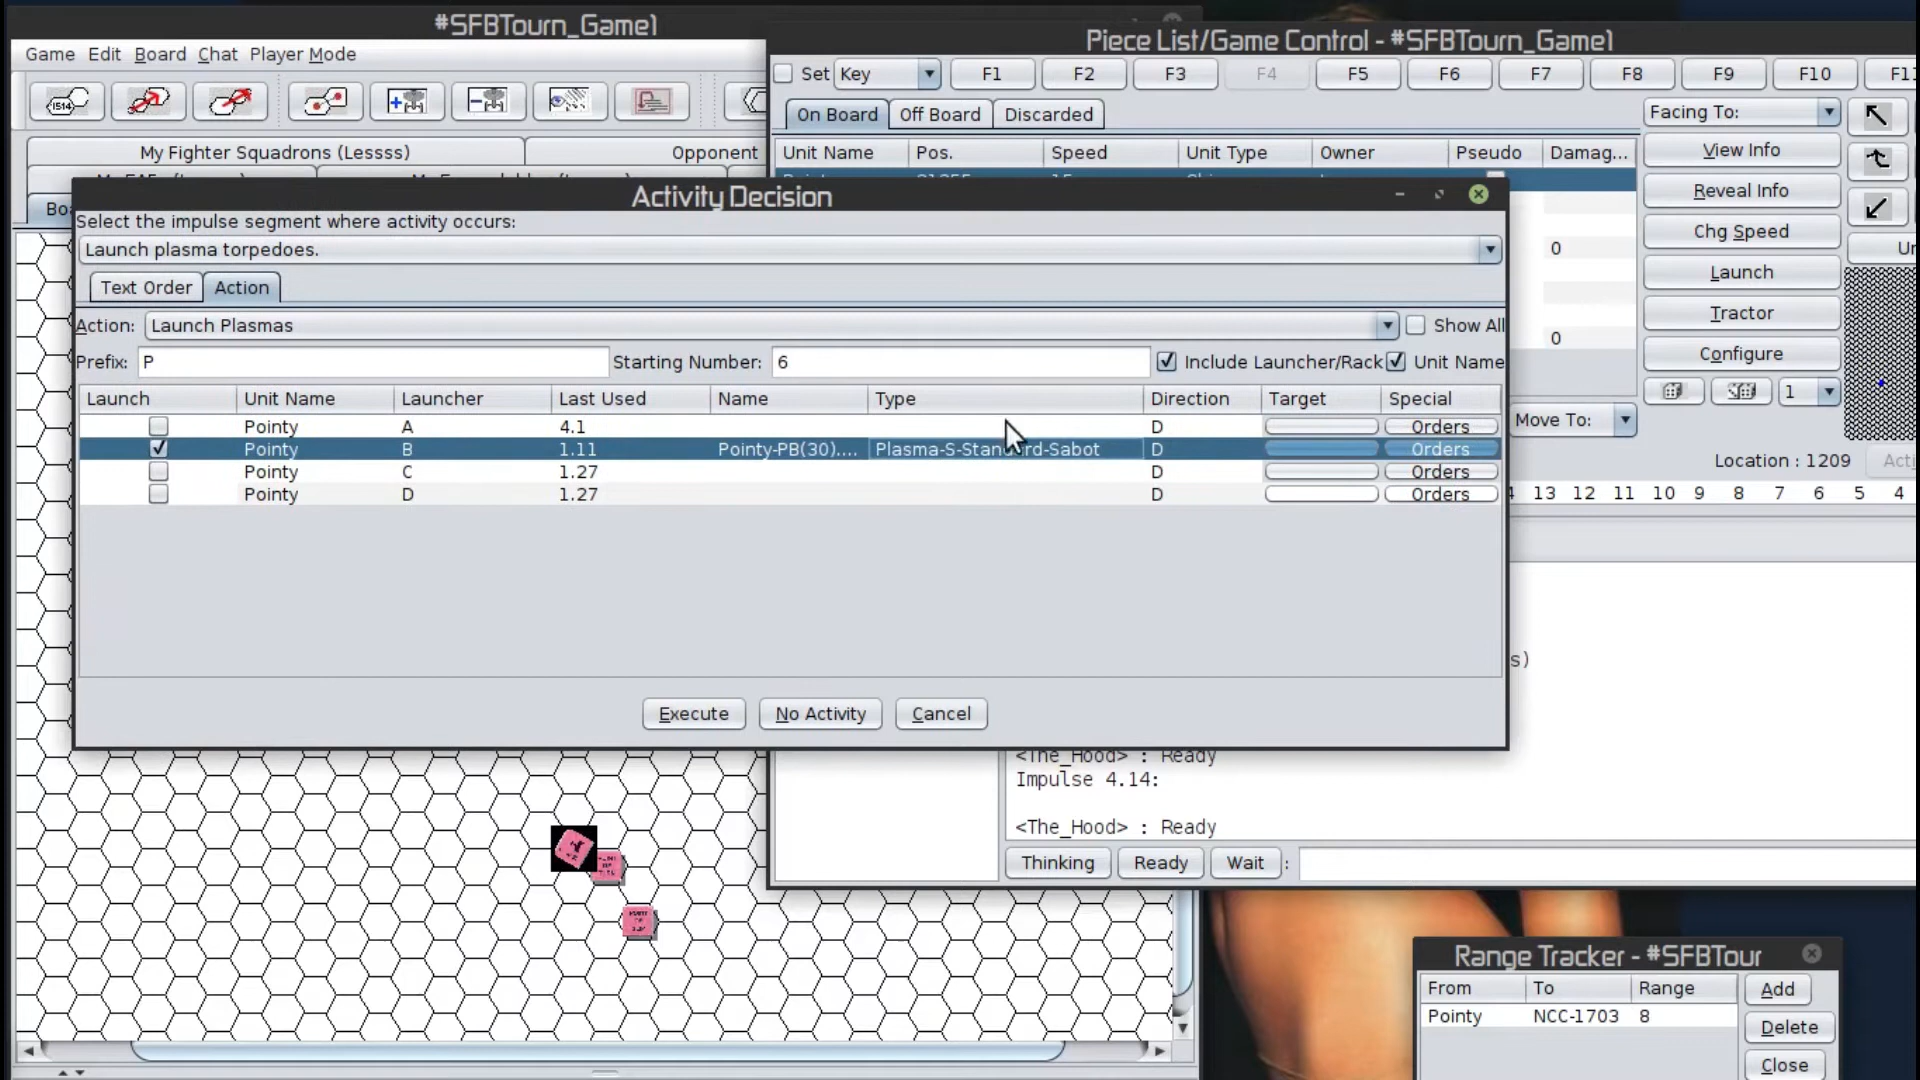 #SFBTourn_Game1
Game Edit Board Chat Player Mode
My Fighter Squadrons (Lessss) Opponent
Piece List/Game Control - #SFBTourn_Game1
Set Key F1 F2 F3 F4 F5 F6 F7 F8 F9 F10
On Board Off Board Discarded
Unit Name Pos. Speed Unit Type Owner Pseudo Damag...
Facing To:
View Info
Reveal Info
Chg Speed
Launch
Tractor
Configure
1
Move To:
Location : 1209
13 12 11 10 9 8 7 6 5 4
0
0
Activity Decision
Select the impulse segment where activity occurs:
Launch plasma torpedoes.
Text Order Action
Action: Launch Plasmas Show All
Prefix: P Starting Number: 6 Include Launcher/Rack Unit Name
Launch Unit Name Launcher Last Used Name Type Direction Target Special
Pointy A 4.1 D Orders
Pointy B 1.11 Pointy-PB(30).... Plasma-S-Standard-Sabot D Orders
Pointy C 1.27 D Orders
Pointy D 1.27 D Orders
Execute No Activity Cancel
s)
<The_Hood> : Ready
Impulse 4.14:
<The_Hood> : Ready
Thinking Ready Wait :
Range Tracker - #SFBTour
From To Range
Pointy NCC-1703 8
Add
Delete
Close